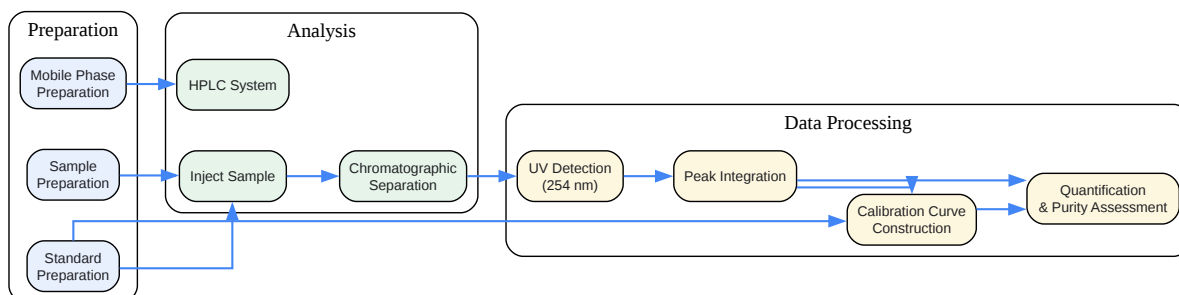 Preparation
Mobile Phase
Preparation
Sample
Preparation
Standard
Preparation
Analysis
HPLC System
Inject Sample
Chromatographic
Separation
Data Processing
UV Detection
(254 nm)
Peak Integration
Calibration Curve
Construction
Quantification
& Purity Assessment